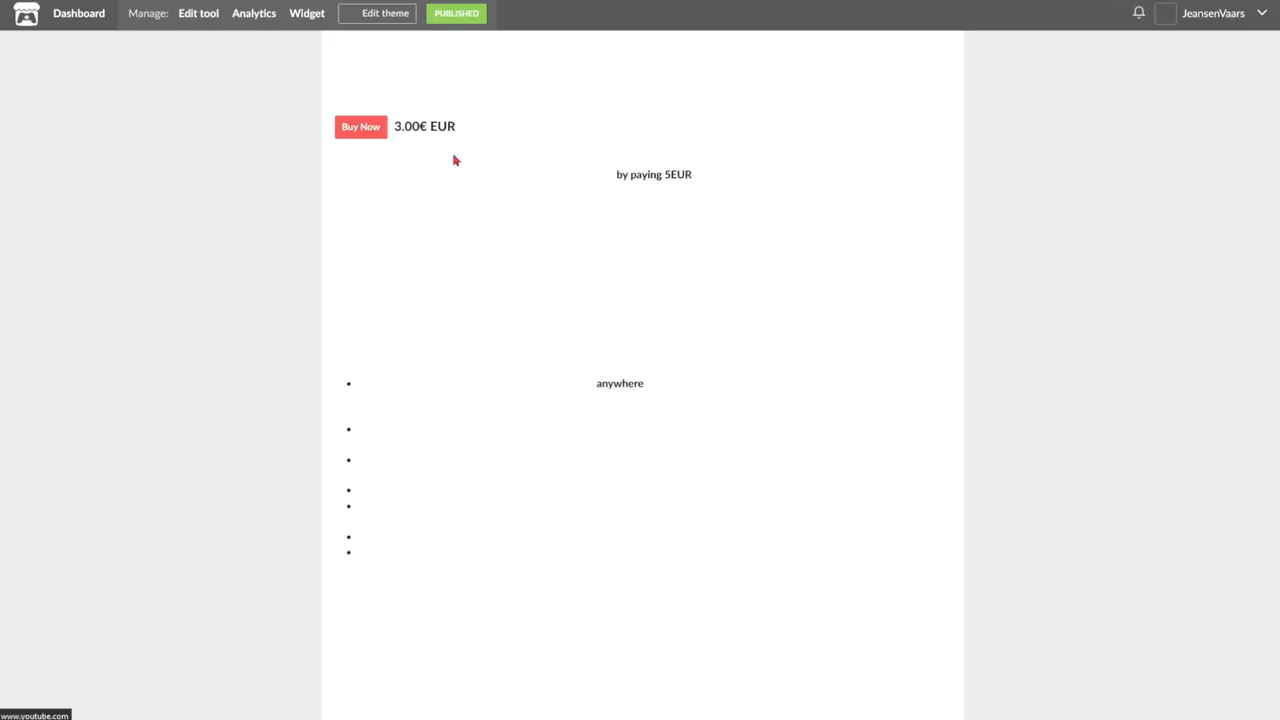 Dashboard Manage: Edit tool Analytics Widget Edit theme PUBLISHED JeansenVaars
Buy Now 3.00€ EUR
by paying 5EUR
anywhere
www.youtube.com